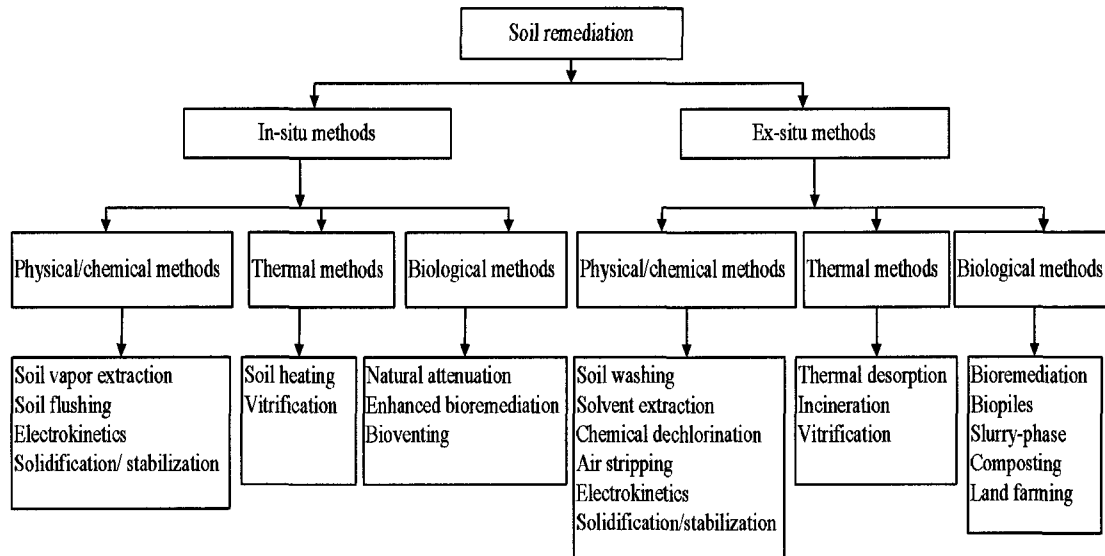 Soil remediation
In-situ methods
Ex-situ methods
Physical/chemical methods
Thermal methods
Biological methods
Physical/chemical methods
Thermal methods
Biological methods
Soil vapor extraction
Soil flushing
Electrokinetics
Solidification/ stabilization
Soil heating
Vitrification
Natural attenuation
Enhanced bioremediation
Bioventing
Soil washing
Solvent extraction
Chemical dechlorination
Air stripping
Electrokinetics
Solidification/stabilization
Thermal desorption
Incineration
Vitrification
Bioremediation
Biopiles
Slurry-phase
Composting
Land farming